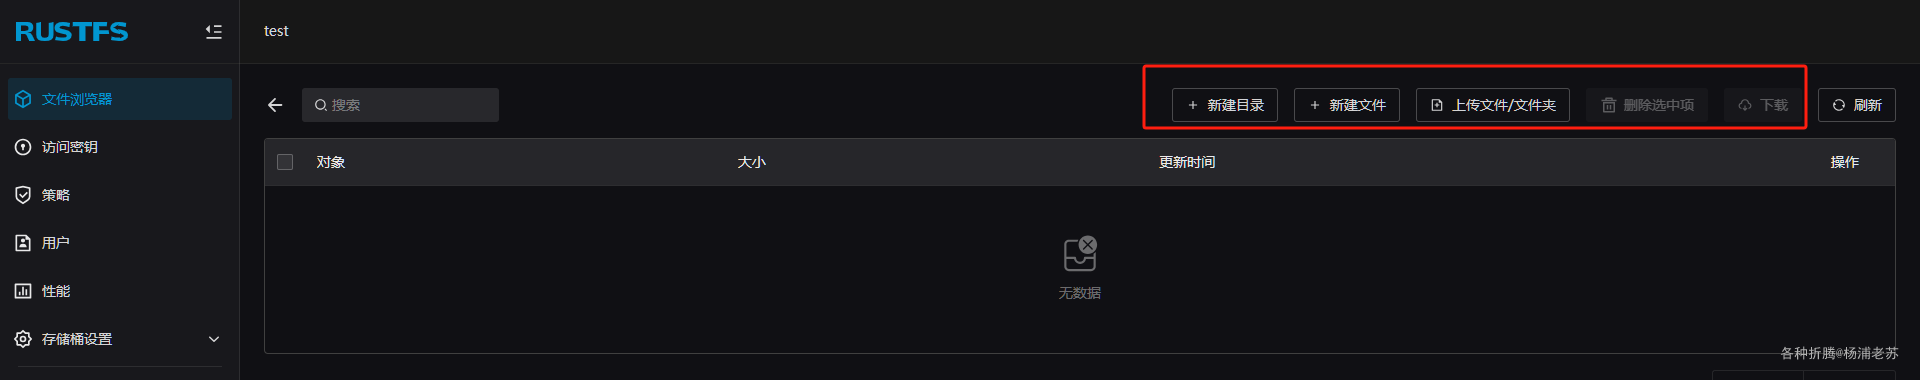 RUSTFS
test
文件浏览器
访问密钥
策略
用户
性能
存储桶设置
搜索
新建目录
新建文件
上传文件/文件夹
删除选中项
下载
刷新
对象 大小 更新时间 操作
无数据
各种折腾@杨浦老苏